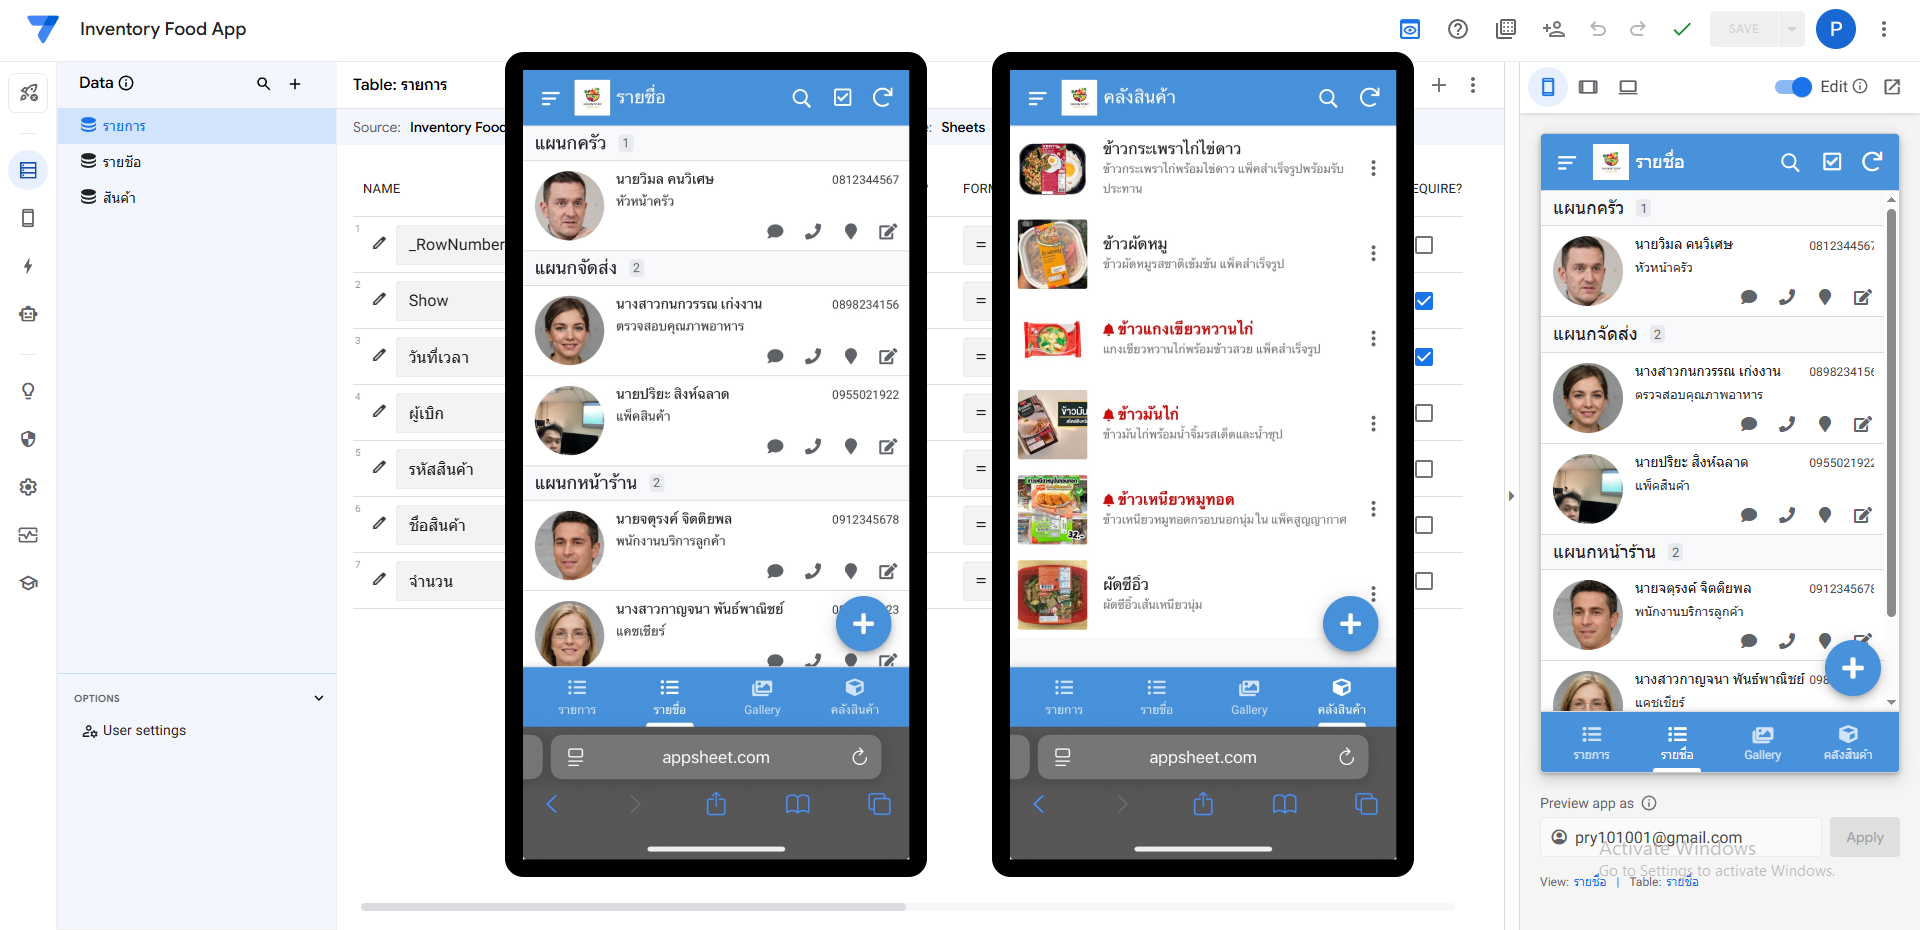 Inventory Food App
SAVE
P
Data
รายการ
รายชื่อ
สินค้า
OPTIONS
User settings
Table: รายการ
Source: Inventory Food
Sheets
NAME
1
_RowNumber
=
2
Show
=
3
วันที่เวลา
=
4
ผู้เบิก
=
5
รหัสสินค้า
=
6
ชื่อสินค้า
=
7
จำนวน
=
รายชื่อ
แผนกครัว 1
นายวิมล คนวิเศษ 0812344567
หัวหน้าครัว
แผนกจัดส่ง 2
นางสาวกนกวรรณ เก่งงาน 0898234156
ตรวจสอบคุณภาพอาหาร
นายปริยะ สิงห์ฉลาด 0955021922
แพ็คสินค้า
แผนกหน้าร้าน 2
นายจตุรงค์ จิตติยพล 0912345678
พนักงานบริการลูกค้า
นางสาวกาญจนา พันธ์พาณิชย์
แคชเชียร์
รายการ รายชื่อ Gallery คลังสินค้า
appsheet.com
คลังสินค้า
ข้าวกระเพราไก่ไข่ดาว
ข้าวกระเพราไก่พร้อมไข่ดาว แพ็คสำเร็จรูปพร้อมรับ
ประทาน
ข้าวผัดหมู
ข้าวผัดหมูรสชาติเข้มข้น แพ็คสำเร็จรูป
ข้าวแกงเขียวหวานไก่
แกงเขียวหวานไก่พร้อมข้าวสวย แพ็คสำเร็จรูป
ข้าวมันไก่
ข้าวมันไก่พร้อมน้ำจิ้มรสเด็ดและน้ำซุป
ข้าวเหนียวหมูทอด
ข้าวเหนียวหมูทอดกรอบนอกนุ่มใน แพ็คสูญญากาศ
32.-
ผัดซีอิ๋ว
ผัดซีอิ๋วเส้นเหนียวนุ่ม
รายการ รายชื่อ Gallery คลังสินค้า
appsheet.com
EQUIRE?
Edit
รายชื่อ
แผนกครัว 1
นายวิมล คนวิเศษ 0812344567
หัวหน้าครัว
แผนกจัดส่ง 2
นางสาวกนกวรรณ เก่งงาน 0898234156
ตรวจสอบคุณภาพอาหาร
นายปริยะ สิงห์ฉลาด 0955021922
แพ็คสินค้า
แผนกหน้าร้าน 2
นายจตุรงค์ จิตติยพล 0912345678
พนักงานบริการลูกค้า
นางสาวกาญจนา พันธ์พาณิชย์
แคชเชียร์
รายการ รายชื่อ Gallery คลังสินค้า
Preview app as
pry101001@gmail.com
Apply
Activate Windows
Go to Settings to activate Windows.
View: รายชื่อ | Table: รายชื่อ